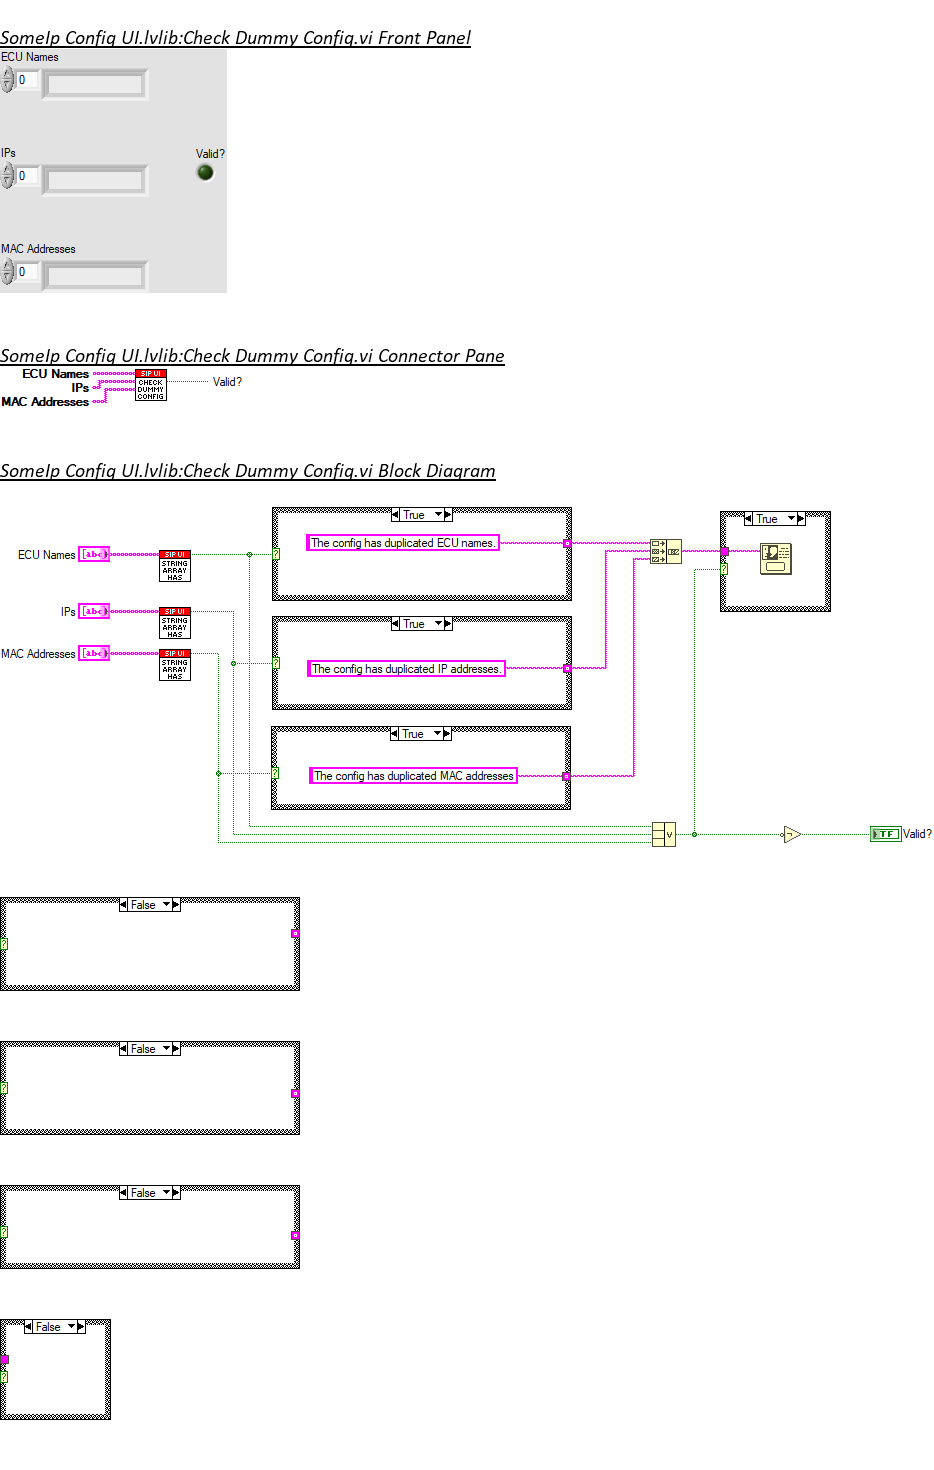 SomeIp Config UI.lvlib:Check Dummy Config.vi Front Panel
ECU Names
0
IPs
Valid?
0
MAC Addresses
0
SomeIp Config UI.lvlib:Check Dummy Config.vi Connector Pane
ECU Names
IPs
MAC Addresses
SIP UI
CHECK
DUMMY
CONFIG
Valid?
SomeIp Config UI.lvlib:Check Dummy Config.vi Block Diagram
True
True
The config has duplicated ECU names.
ECU Names
abc
SIP UI
STRING
ARRAY
HAS
?
?
IPs
abc
SIP UI
STRING
ARRAY
HAS
True
MAC Addresses
abc
SIP UI
STRING
ARRAY
HAS
?
The config has duplicated IP addresses.
True
?
The config has duplicated MAC addresses
V
TF
Valid?
False
?
False
?
False
?
False
?